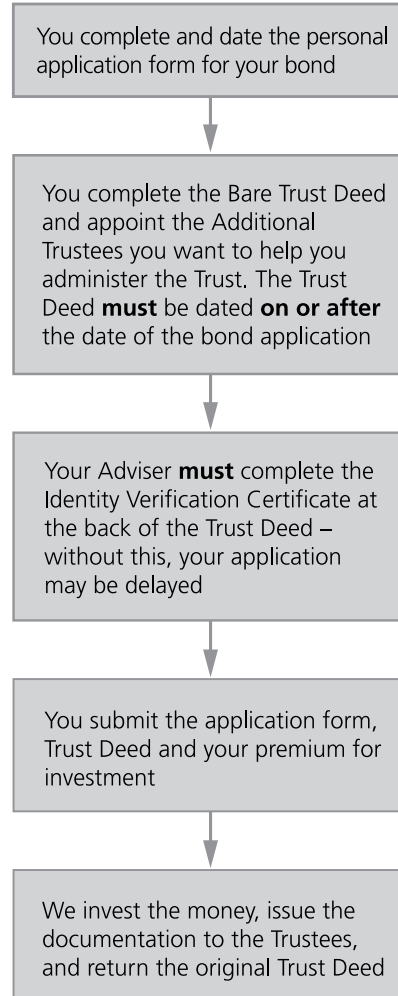 You complete and date the personal
application form for your bond
You complete the Bare Trust Deed
and appoint the Additional
Trustees you want to help you
administer the Trust. The Trust
Deed must be dated on or after
the date of the bond application
Your Adviser must complete the
Identity Verification Certificate at
the back of the Trust Deed –
without this, your application
may be delayed
You submit the application form,
Trust Deed and your premium for
investment
We invest the money, issue the
documentation to the Trustees,
and return the original Trust Deed